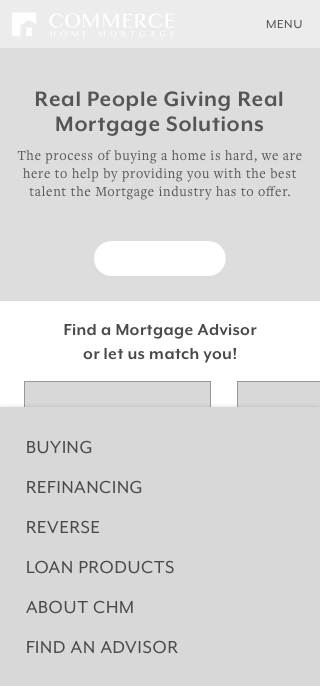 COMMERCE
HOME MORTGAGE
MENU
Real People Giving Real
Mortgage Solutions
The process of buying a home is hard, we are
here to help by providing you with the best
talent the Mortgage industry has to offer.
Find a Mortgage Advisor
or let us match you!
BUYING
REFINANCING
REVERSE
LOAN PRODUCTS
ABOUT CHM
FIND AN ADVISOR